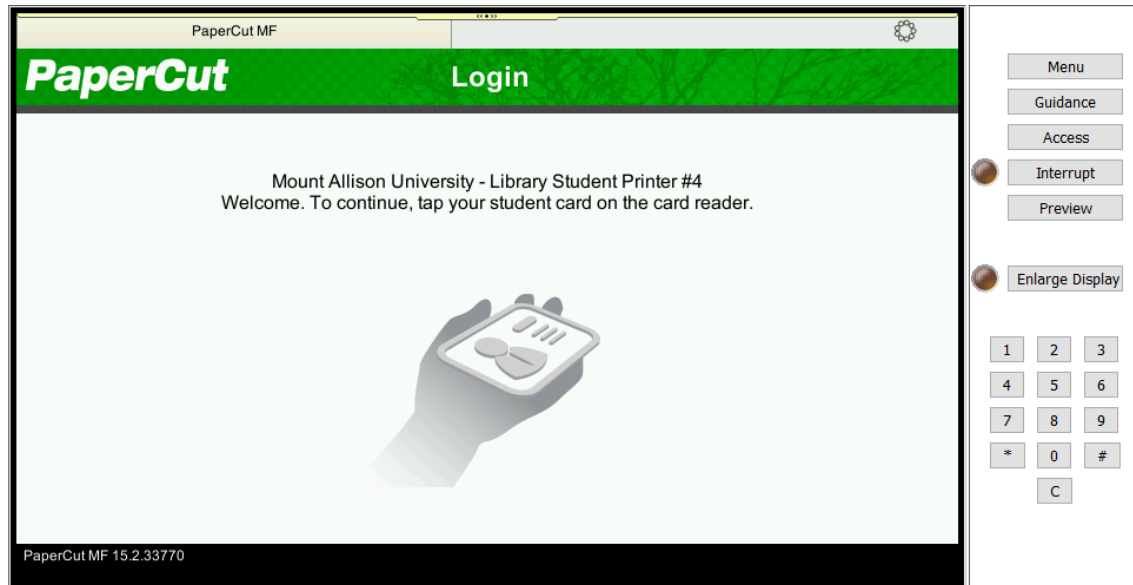 PaperCut MF
PaperCut
Login
Mount Allison University - Library Student Printer #4
Welcome. To continue, tap your student card on the card reader.
PaperCut MF 15.2.33770
Menu
Guidance
Access
Interrupt
Preview
Enlarge Display
1 2 3
4 5 6
7 8 9
* 0 #
C